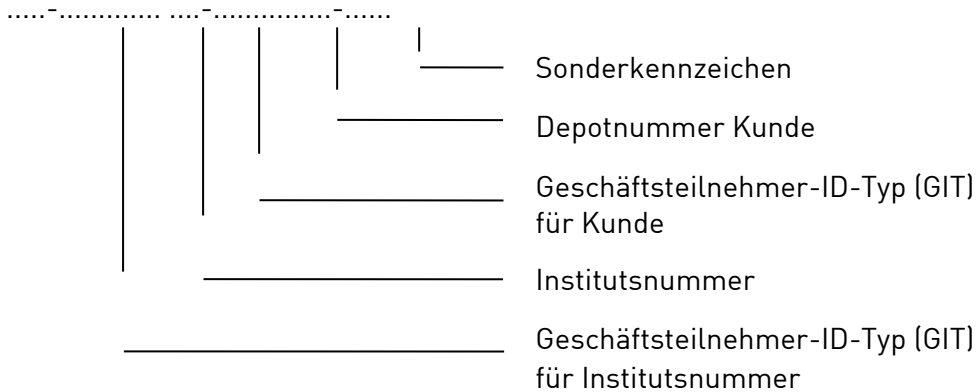 .....-............. ....-................-......
Sonderkennzeichen
Depotnummer Kunde
Geschäftsteilnehmer-ID-Typ (GIT)
für Kunde
Institutsnummer
Geschäftsteilnehmer-ID-Typ (GIT)
für Institutsnummer